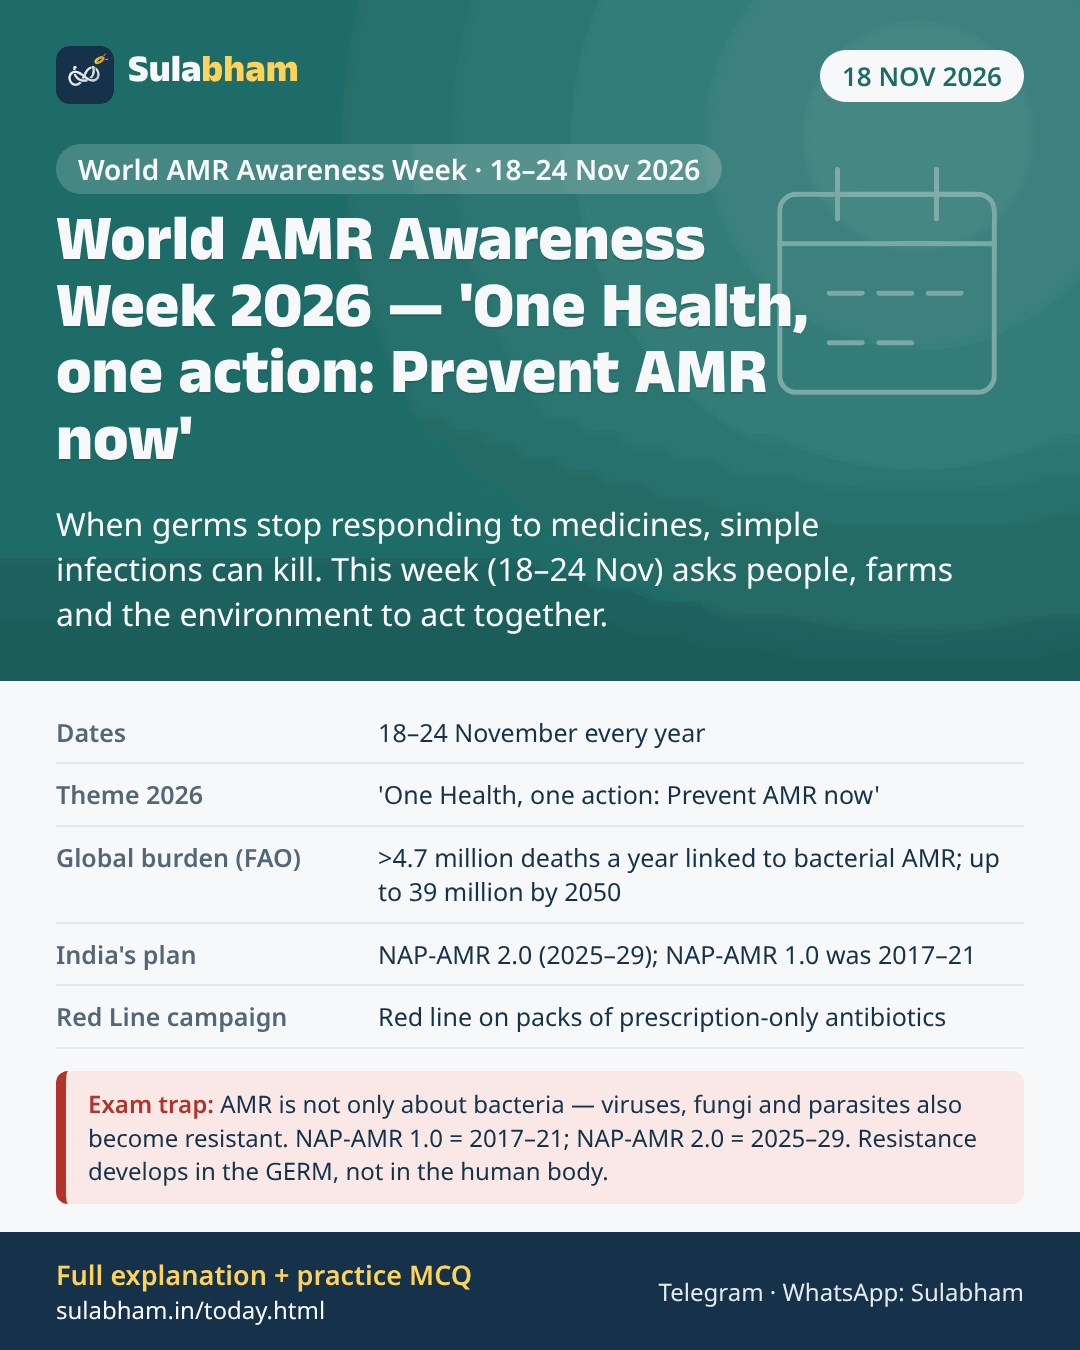 Sulabham
18 NOV 2026
World AMR Awareness Week · 18–24 Nov 2026
World AMR Awareness
Week 2026 — 'One Health,
one action: Prevent AMR
now'
When germs stop responding to medicines, simple
infections can kill. This week (18–24 Nov) asks people, farms
and the environment to act together.
Dates
18–24 November every year
Theme 2026
'One Health, one action: Prevent AMR now'
Global burden (FAO)
>4.7 million deaths a year linked to bacterial AMR; up
to 39 million by 2050
India's plan
NAP-AMR 2.0 (2025–29); NAP-AMR 1.0 was 2017–21
Red Line campaign
Red line on packs of prescription-only antibiotics
Exam trap: AMR is not only about bacteria — viruses, fungi and parasites also
become resistant. NAP-AMR 1.0 = 2017–21; NAP-AMR 2.0 = 2025–29. Resistance
develops in the GERM, not in the human body.
Full explanation + practice MCQ
sulabham.in/today.html
Telegram · WhatsApp: Sulabham